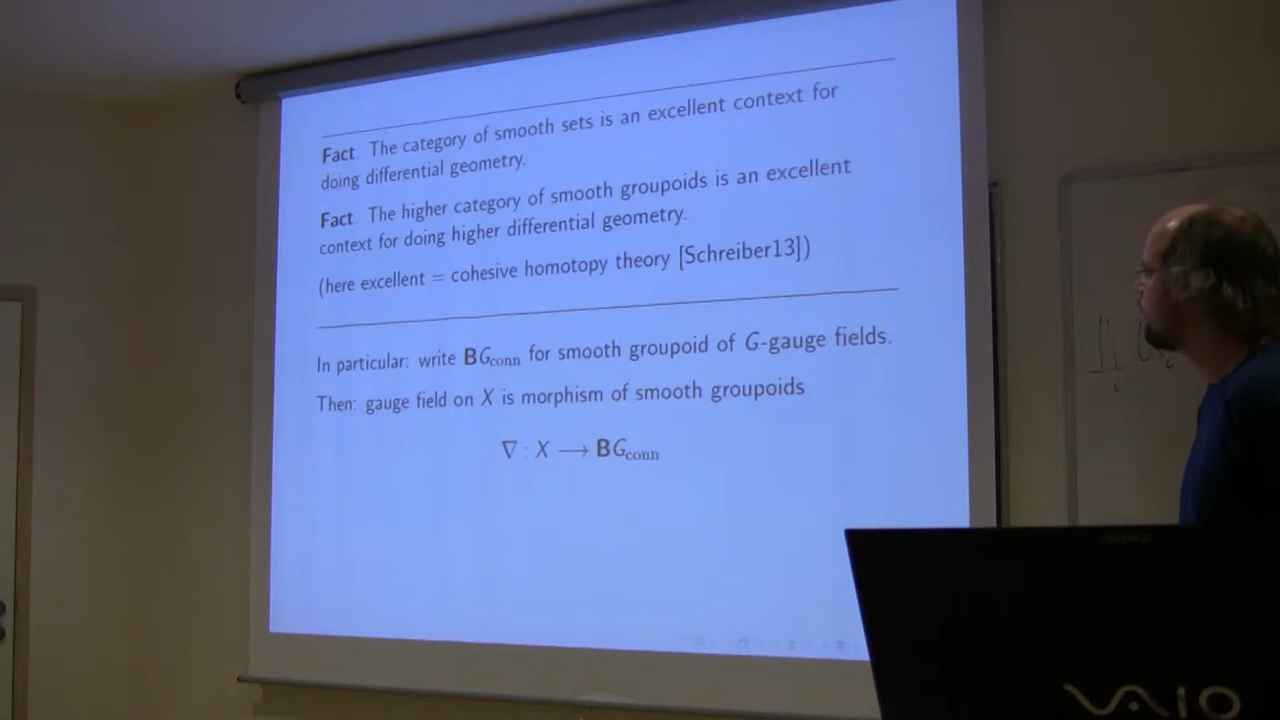 Fact. The category of smooth sets is an excellent context for
doing differential geometry.
Fact. The higher category of smooth groupoids is an excellent
context for doing higher differential geometry.
(here excellent = cohesive homotopy theory [Schreiber13])
In particular: write BG_conn for smooth groupoid of G-gauge fields.
Then: gauge field on X is morphism of smooth groupoids
∇ : X ⟶ BG_conn
SONY
VAIO